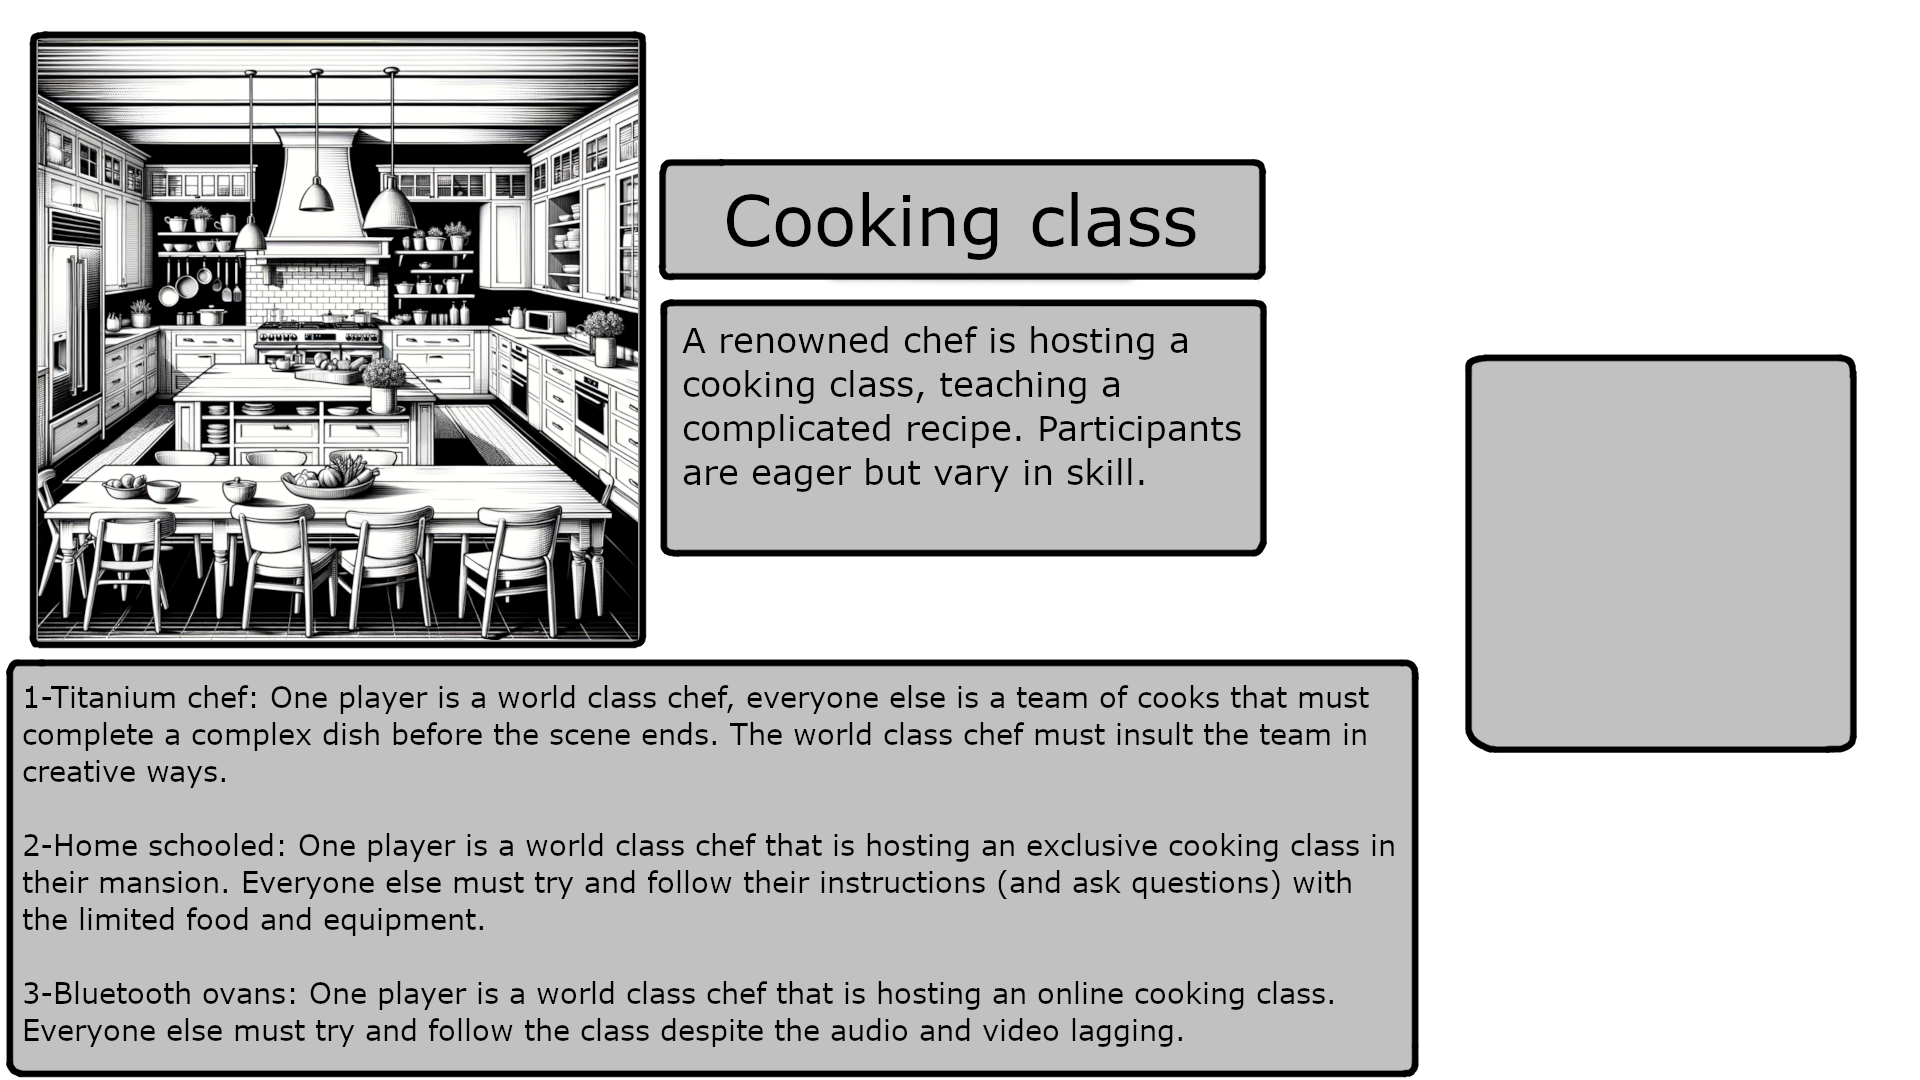 Cooking class
A renowned chef is hosting a
cooking class, teaching a
complicated recipe. Participants
are eager but vary in skill.
1-Titanium chef: One player is a world class chef, everyone else is a team of cooks that must
complete a complex dish before the scene ends. The world class chef must insult the team in
creative ways.
2-Home schooled: One player is a world class chef that is hosting an exclusive cooking class in
their mansion. Everyone else must try and follow their instructions (and ask questions) with
the limited food and equipment.
3-Bluetooth ovans: One player is a world class chef that is hosting an online cooking class.
Everyone else must try and follow the class despite the audio and video lagging.